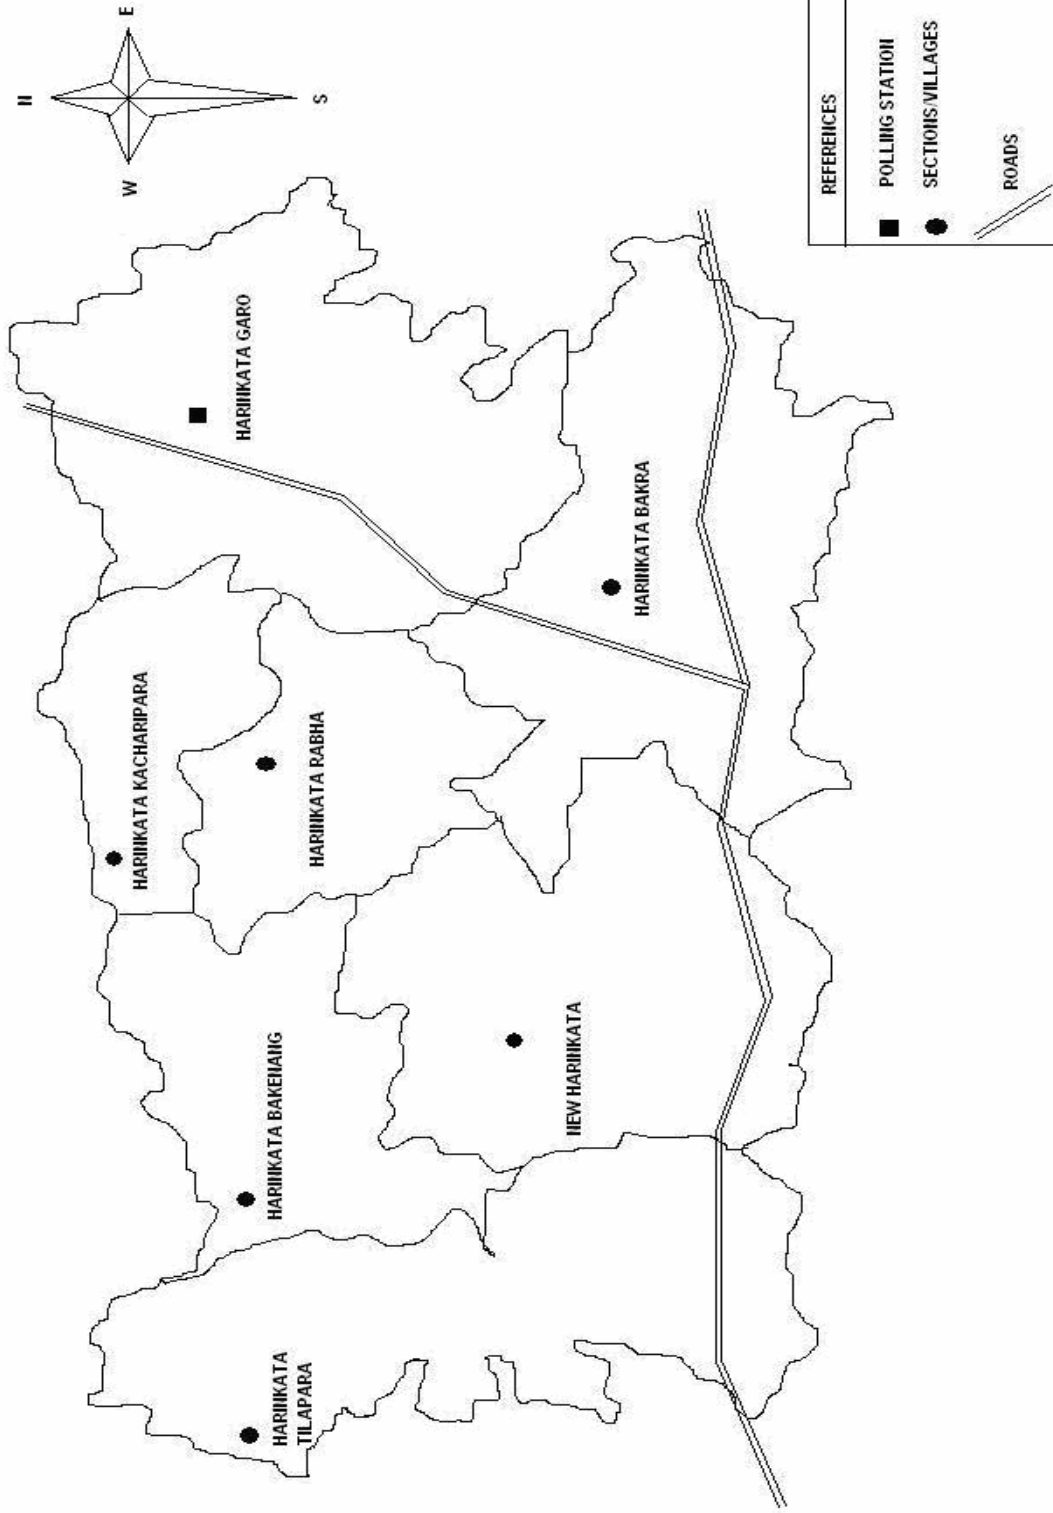 N
E
W
S
HARINKATA TILAPARA
HARINKATA BAKENANG
HARINKATA KACHARIPARA
HARINKATA RABHA
HARINKATA GARO
NEW HARINKATA
HARINKATA BAKRA
REFERENCES
POLLING STATION
SECTIONS/VILLAGES
ROADS